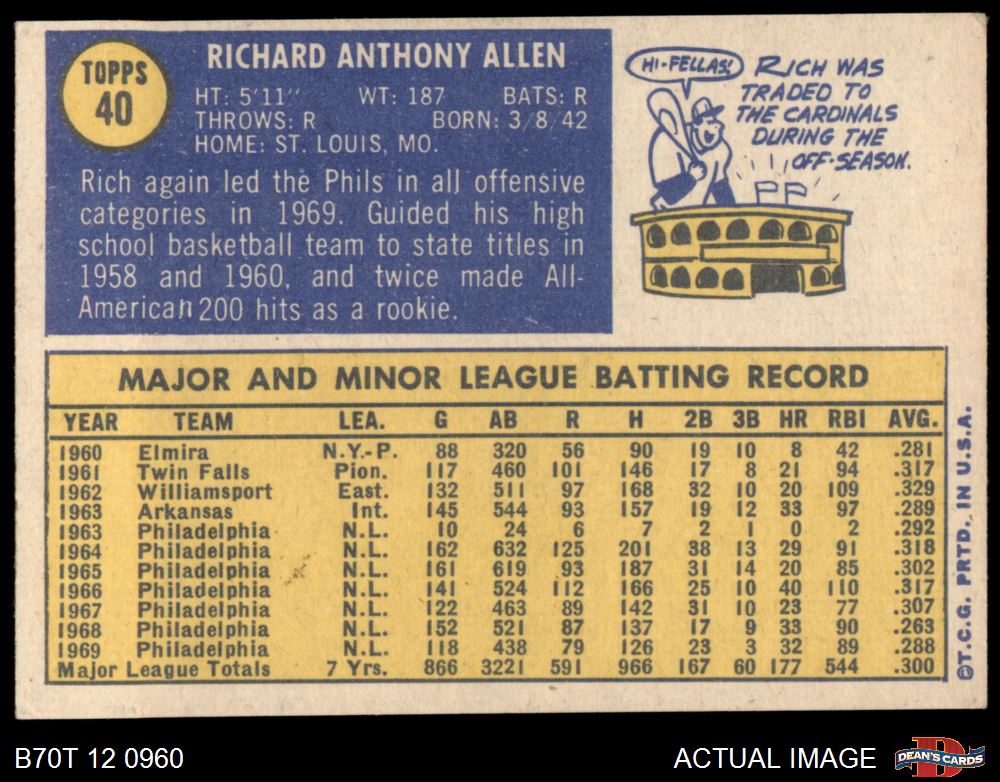 TOPPS
40
RICHARD ANTHONY ALLEN
HT: 5'11" WT: 187 BATS: R
THROWS: R BORN: 3/8/42
HOME: ST. LOUIS, MO.
Rich again led the Phils in all offensive
categories in 1969. Guided his high
school basketball team to state titles in
1958 and 1960, and twice made All-
American 200 hits as a rookie.
HI-FELLAS!
RICH WAS
TRADED TO
THE CARDINALS
DURING THE
OFF-SEASON.
MAJOR AND MINOR LEAGUE BATTING RECORD
YEAR TEAM LEA. G AB R H 2B 3B HR RBI AVG.
1960 Elmira N.Y.-P. 88 320 56 90 19 10 8 42 .281
1961 Twin Falls Pion. 117 460 101 146 17 8 21 94 .317
1962 Williamsport East. 132 511 97 168 32 10 20 109 .329
1963 Arkansas Int. 145 544 93 157 19 12 33 97 .289
1963 Philadelphia N.L. 10 24 6 7 2 1 0 2 .292
1964 Philadelphia N.L. 162 632 125 201 38 13 29 91 .318
1965 Philadelphia N.L. 161 619 93 187 31 14 20 85 .302
1966 Philadelphia N.L. 141 524 112 166 25 10 40 110 .317
1967 Philadelphia N.L. 122 463 89 142 31 10 23 77 .307
1968 Philadelphia N.L. 152 521 87 137 17 9 33 90 .263
1969 Philadelphia N.L. 118 438 79 126 23 3 32 89 .288
Major League Totals 7 Yrs. 866 3221 591 966 167 60 177 544 .300
©T.C.G. PRTD. IN U.S.A.
B70T 12 0960
ACTUAL IMAGE
D
DEAN'S CARDS